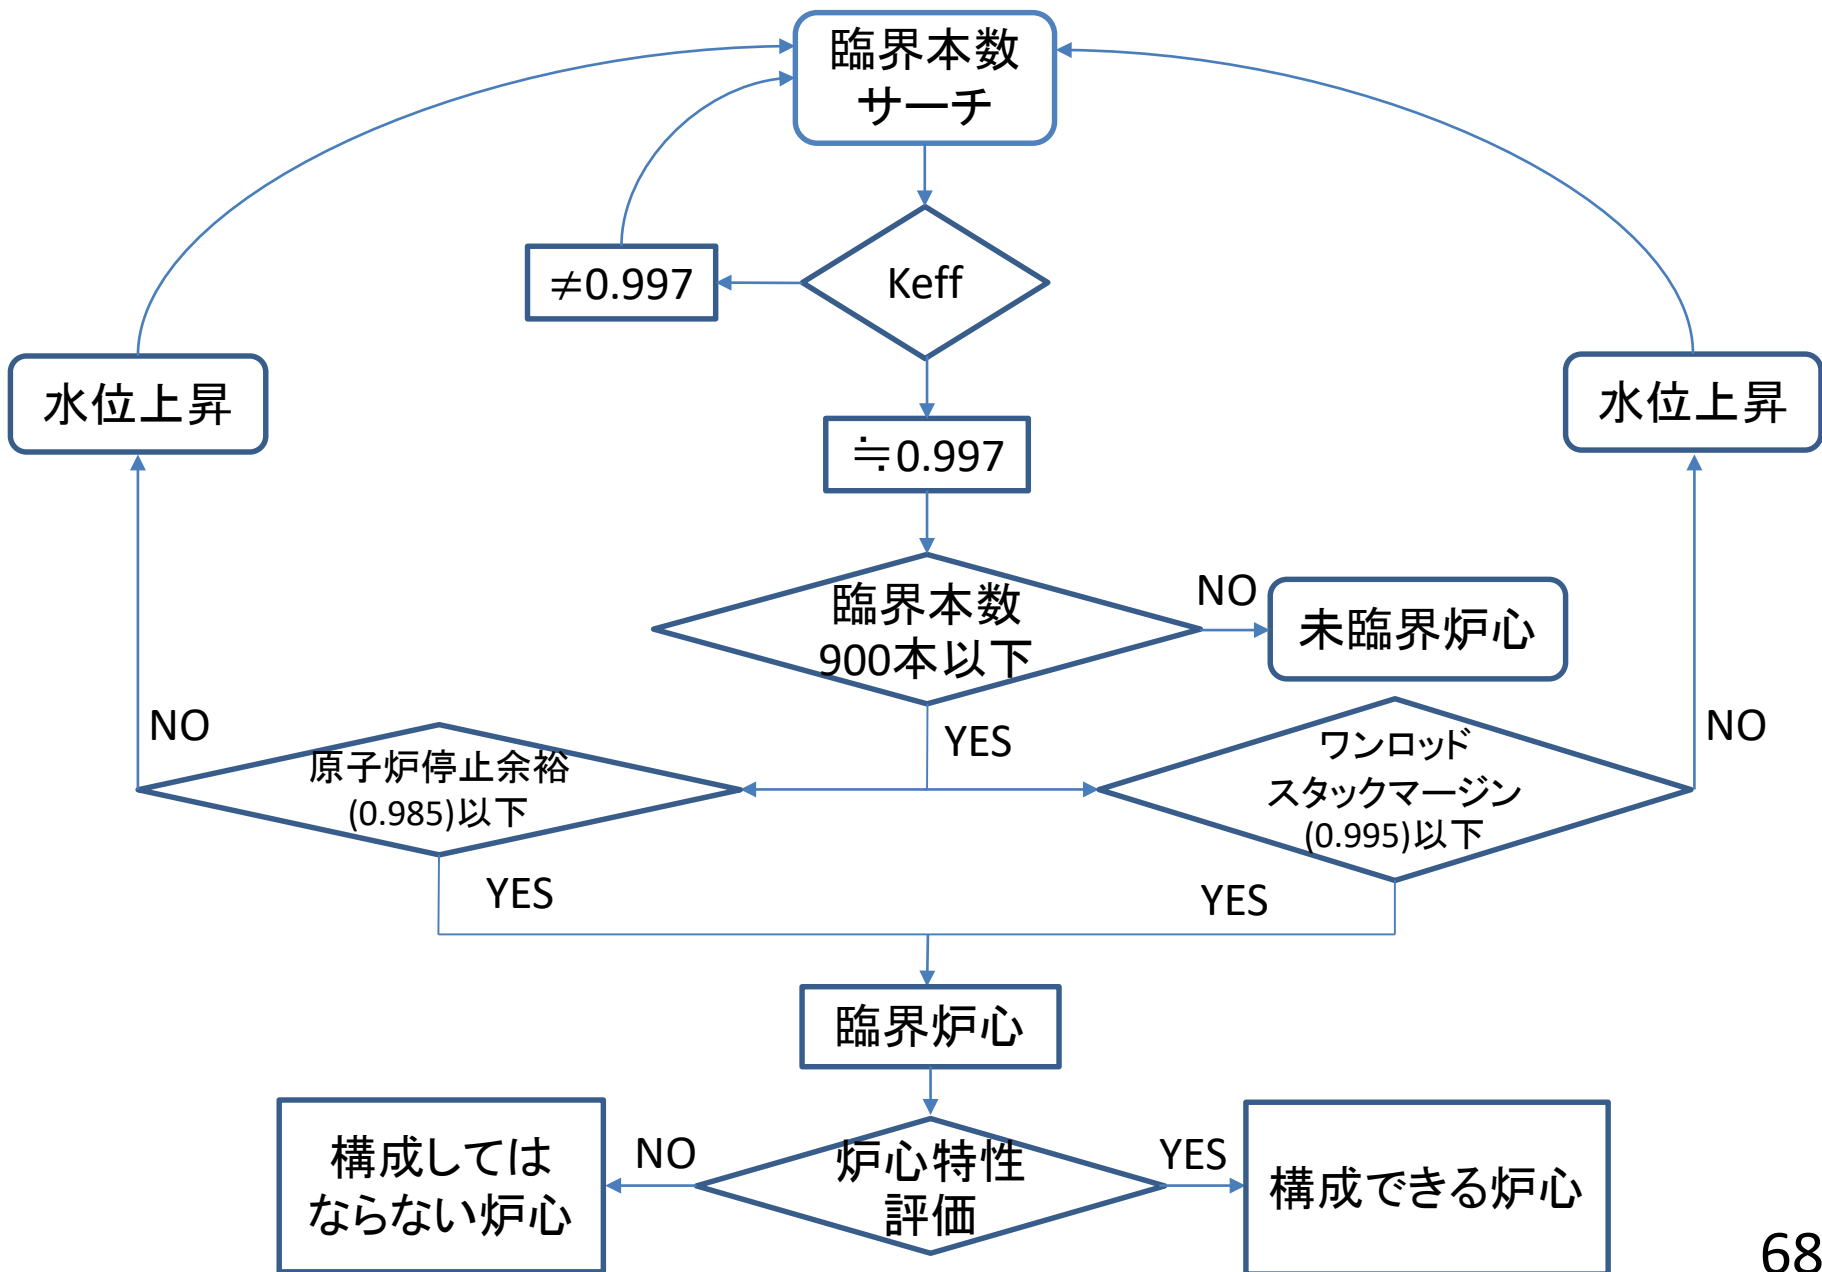 臨界本数
サーチ
Keff
≠0.997
水位上昇
水位上昇
≒0.997
臨界本数
900本以下
NO
未臨界炉心
YES
NO
原子炉停止余裕
(0.985)以下
ワンロッド
スタックマージン
(0.995)以下
NO
YES
YES
臨界炉心
炉心特性
評価
NO
構成しては
ならない炉心
YES
構成できる炉心
68